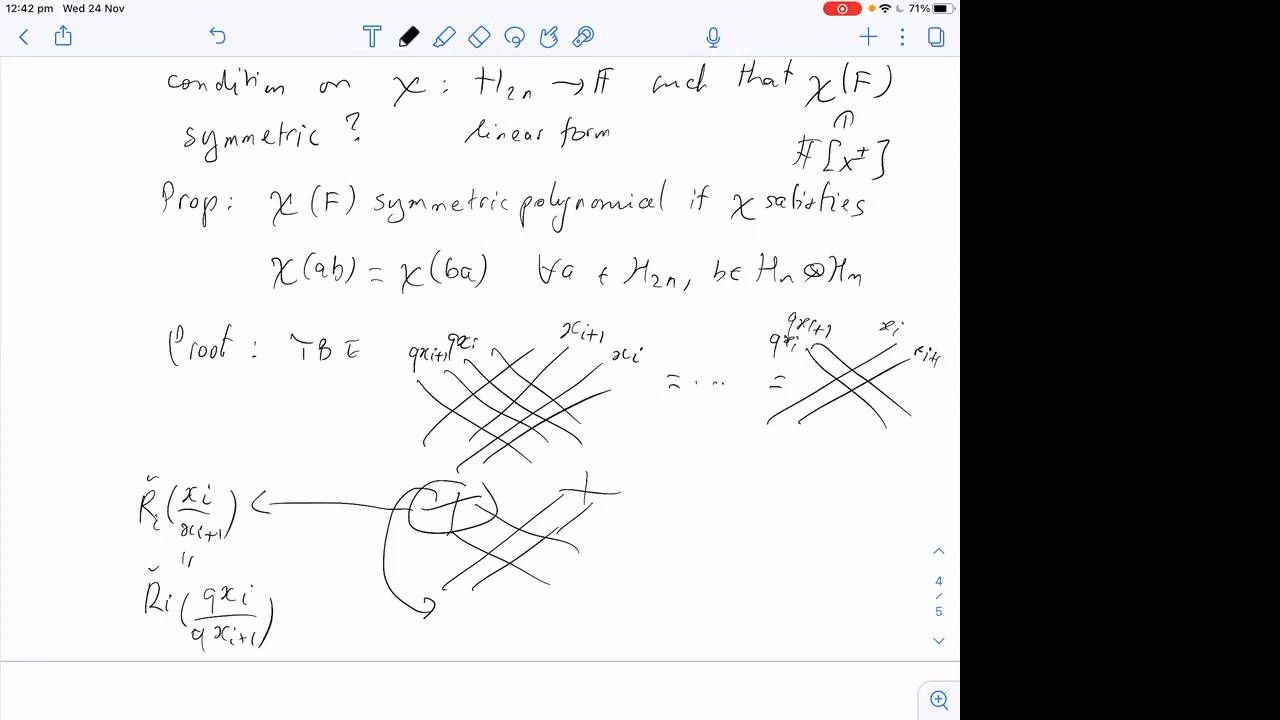 12:42 pm Wed 24 Nov
71%
condition on χ : H₂ₙ → 𝔽 such that χ(F)
symmetric ? linear form ∩
𝔽[x^±]
Prop: χ(F) symmetric polynomical if χ satisfies
χ(ab) = χ(ba) ∀a ∈ H₂ₙ, b ∈ Hₙ ⊗ Hₙ
Proof : YBE
qxᵢ₊₁ qxᵢ xᵢ₊₁ xᵢ = ... = qxᵢ qxᵢ₊₁ xᵢ xᵢ₊₁
Řᵢ(xᵢ/xᵢ₊₁)
=
Řᵢ(qxᵢ/qxᵢ₊₁)
4
/
5